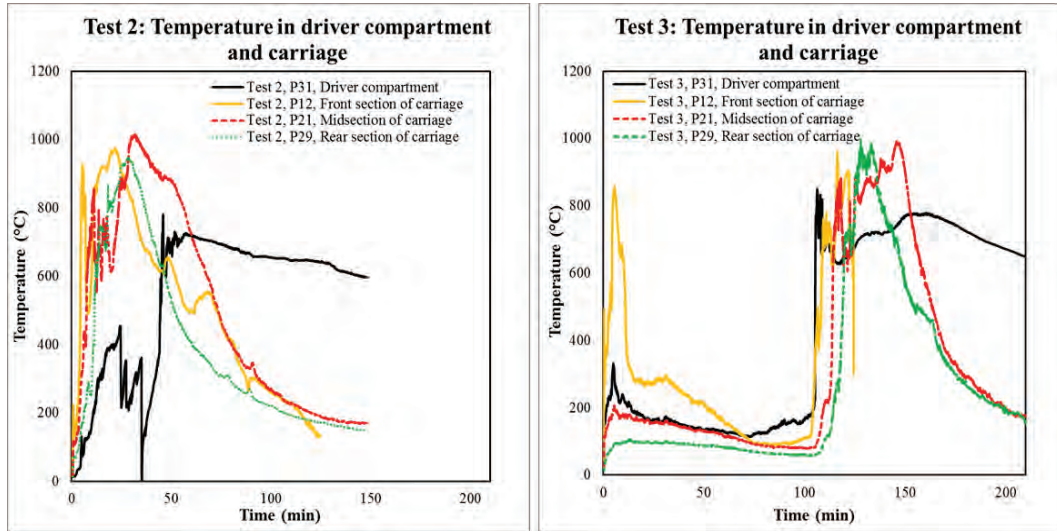 Test 2: Temperature in driver compartment
and carriage
1200
1000
800
600
400
200
0
Temperature (°C)
Test 2, P31, Driver compartment
Test 2, P12, Front section of carriage
Test 2, P21, Midsection of carriage
Test 2, P29, Rear section of carriage
0
50
100
150
200
Time (min)
Test 3: Temperature in driver compartment
and carriage
1200
1000
800
600
400
200
0
Temperature (°C)
Test 3, P31, Driver compartment
Test 3, P12, Front section of carriage
Test 3, P21, Midsection of carriage
Test 3, P29, Rear section of carriage
0
50
100
150
200
Time (min)